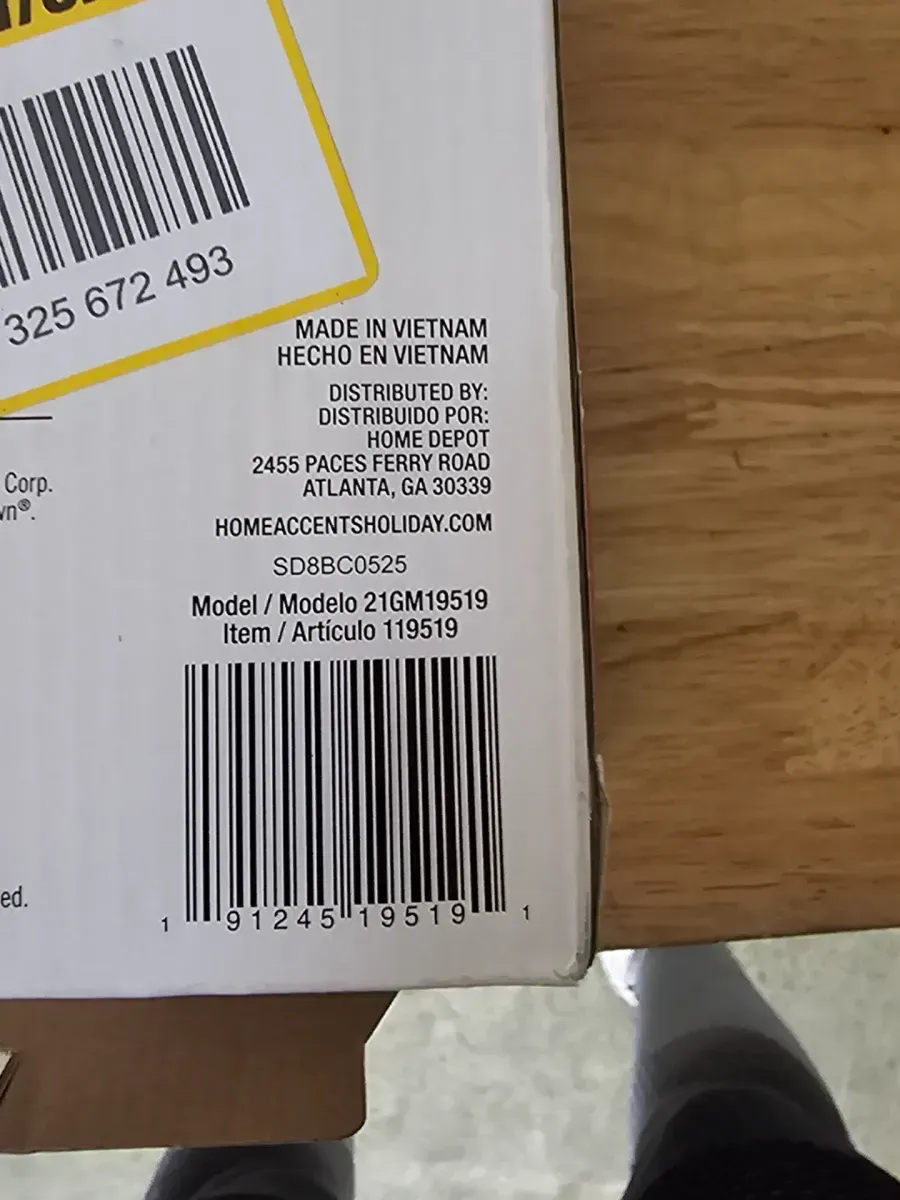 325 672 493
MADE IN VIETNAM
HECHO EN VIETNAM
DISTRIBUTED BY:
DISTRIBUIDO POR:
HOME DEPOT
2455 PACES FERRY ROAD
ATLANTA, GA 30339
Corp.
HOMEACCENTSHOLIDAY.COM
SD8BC0525
Model / Modelo 21GM19519
Item / Artículo 119519
1 91245 19519 1